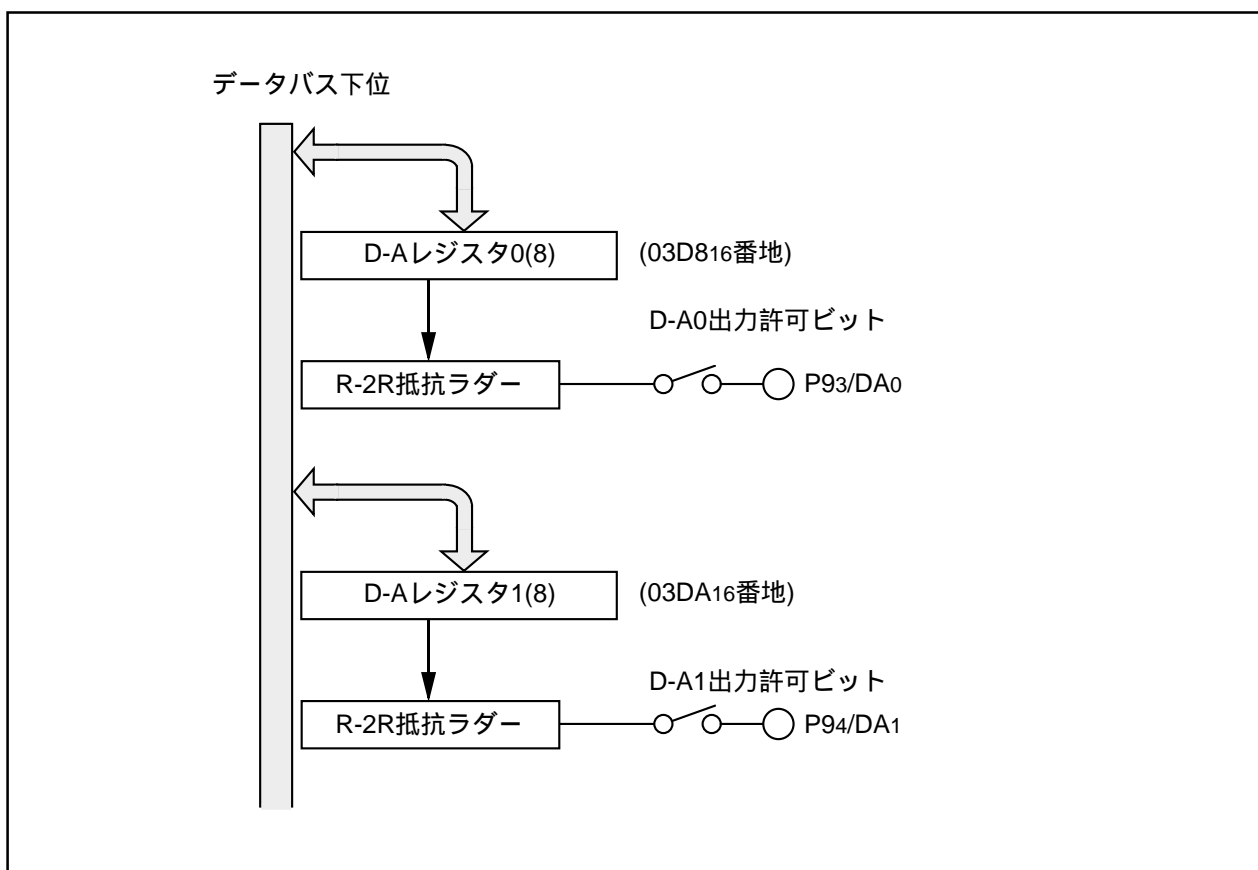 データバス下位
D-Aレジスタ0(8)
(03D816番地)
D-A0出力許可ビット
R-2R抵抗ラダー
P93/DA0
D-Aレジスタ1(8)
(03DA16番地)
D-A1出力許可ビット
R-2R抵抗ラダー
P94/DA1